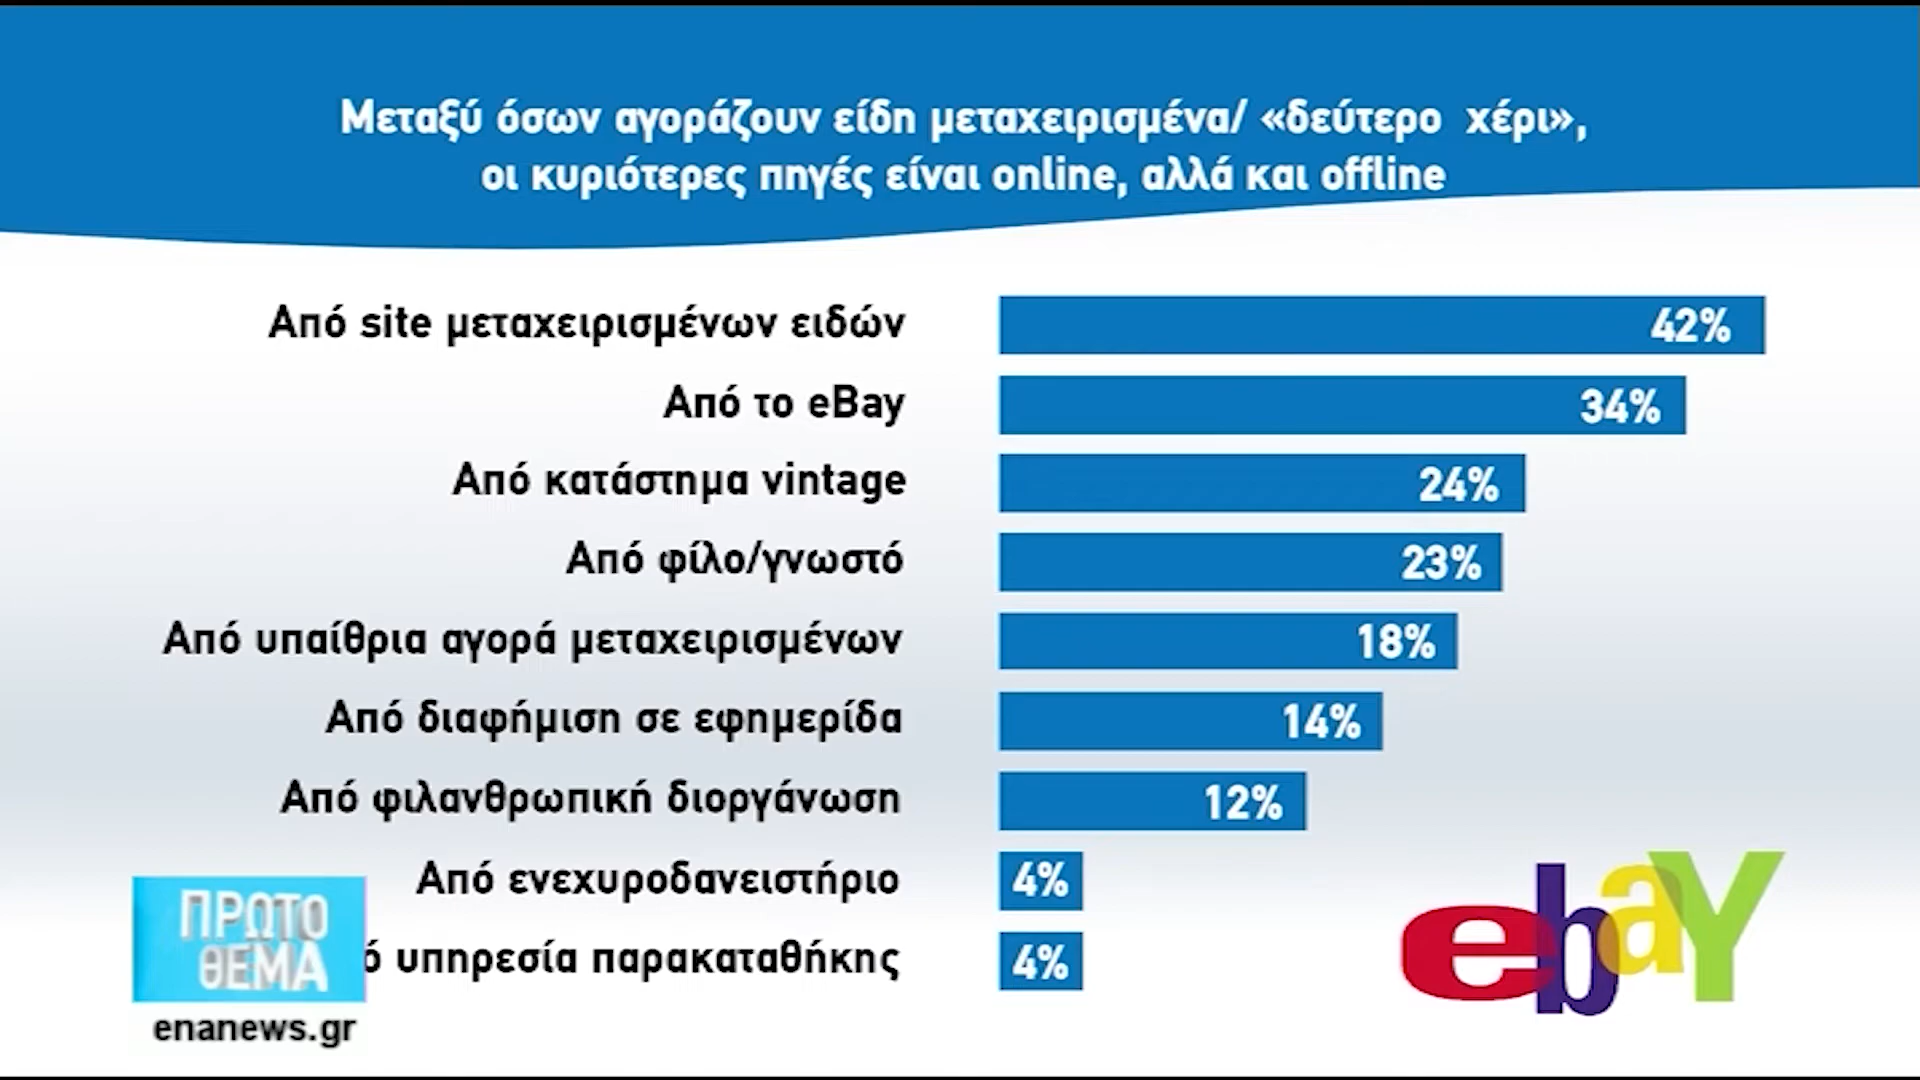 Μεταξύ όσων αγοράζουν είδη μεταχειρισμένα/ «δεύτερο χέρι»,
οι κυριότερες πηγές είναι online, αλλά και offline
Από site μεταχειρισμένων ειδών 42%
Από το eBay 34%
Από κατάστημα vintage 24%
Από φίλο/γνωστό 23%
Από υπαίθρια αγορά μεταχειρισμένων 18%
Από διαφήμιση σε εφημερίδα 14%
Από φιλανθρωπική διοργάνωση 12%
Από ενεχυροδανειστήριο 4%
υπηρεσία παρακαταθήκης 4%
ΠΡΩΤΟ
ΘΕΜΑ
enanews.gr
ebaY